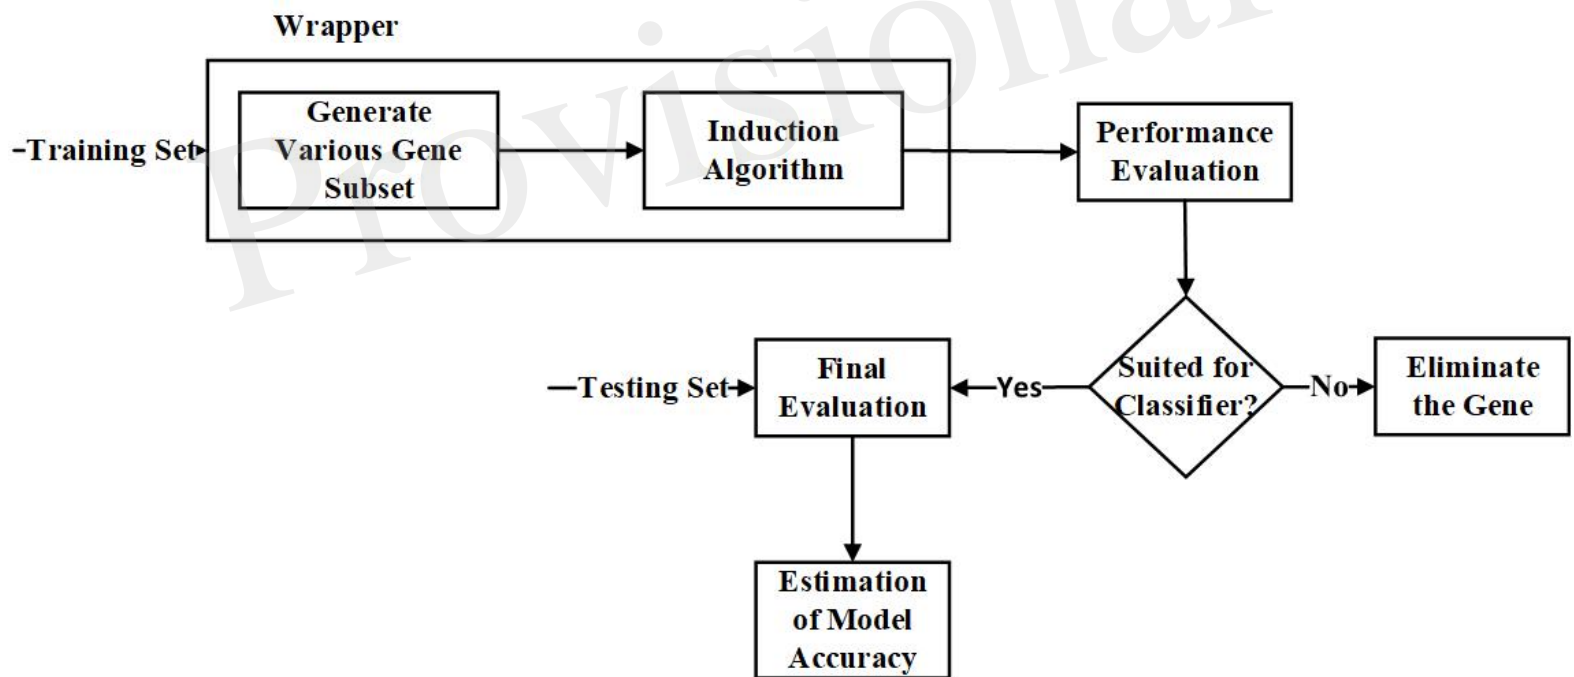 Wrapper
Generate
Various Gene
Subset
Induction
Algorithm
Training Set
Performance
Evaluation
Suited for
Classifier?
Yes
No
Eliminate
the Gene
Testing Set
Final
Evaluation
Estimation
of Model
Accuracy
Provisional